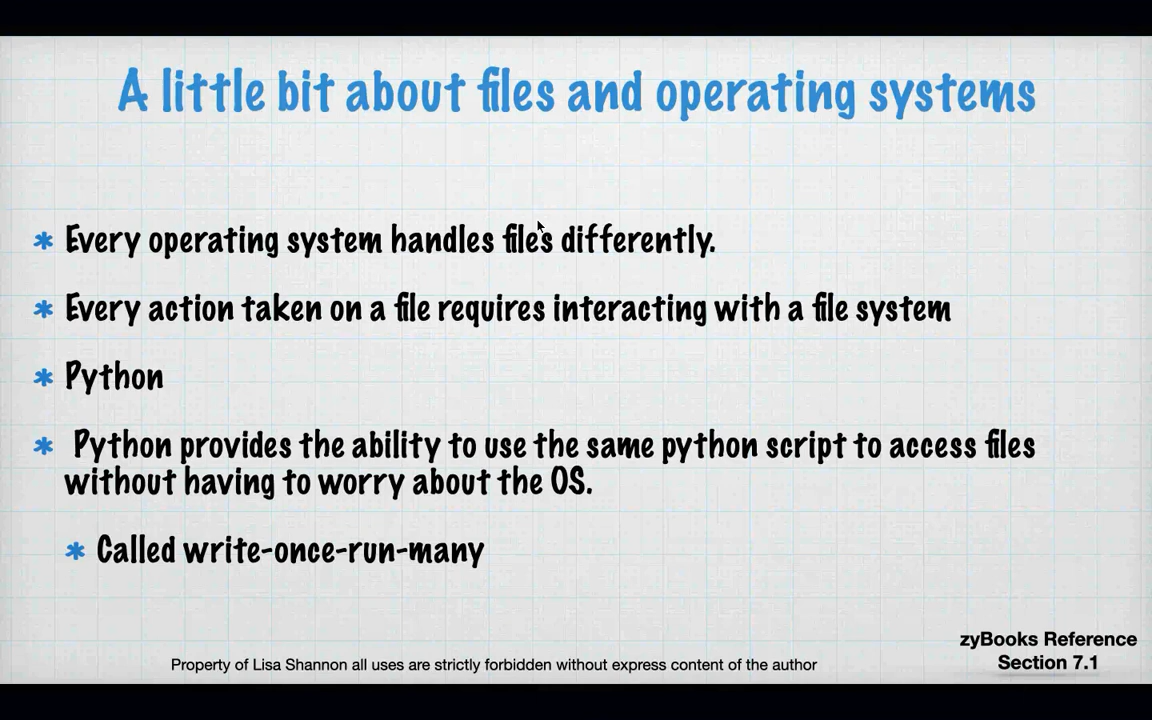 A little bit about files and operating systems
* Every operating system handles files differently.
* Every action taken on a file requires interacting with a file system
* Python
* Python provides the ability to use the same python script to access files
without having to worry about the OS.
* Called write-once-run-many
zyBooks Reference
Section 7.1
Property of Lisa Shannon all uses are strictly forbidden without express content of the author